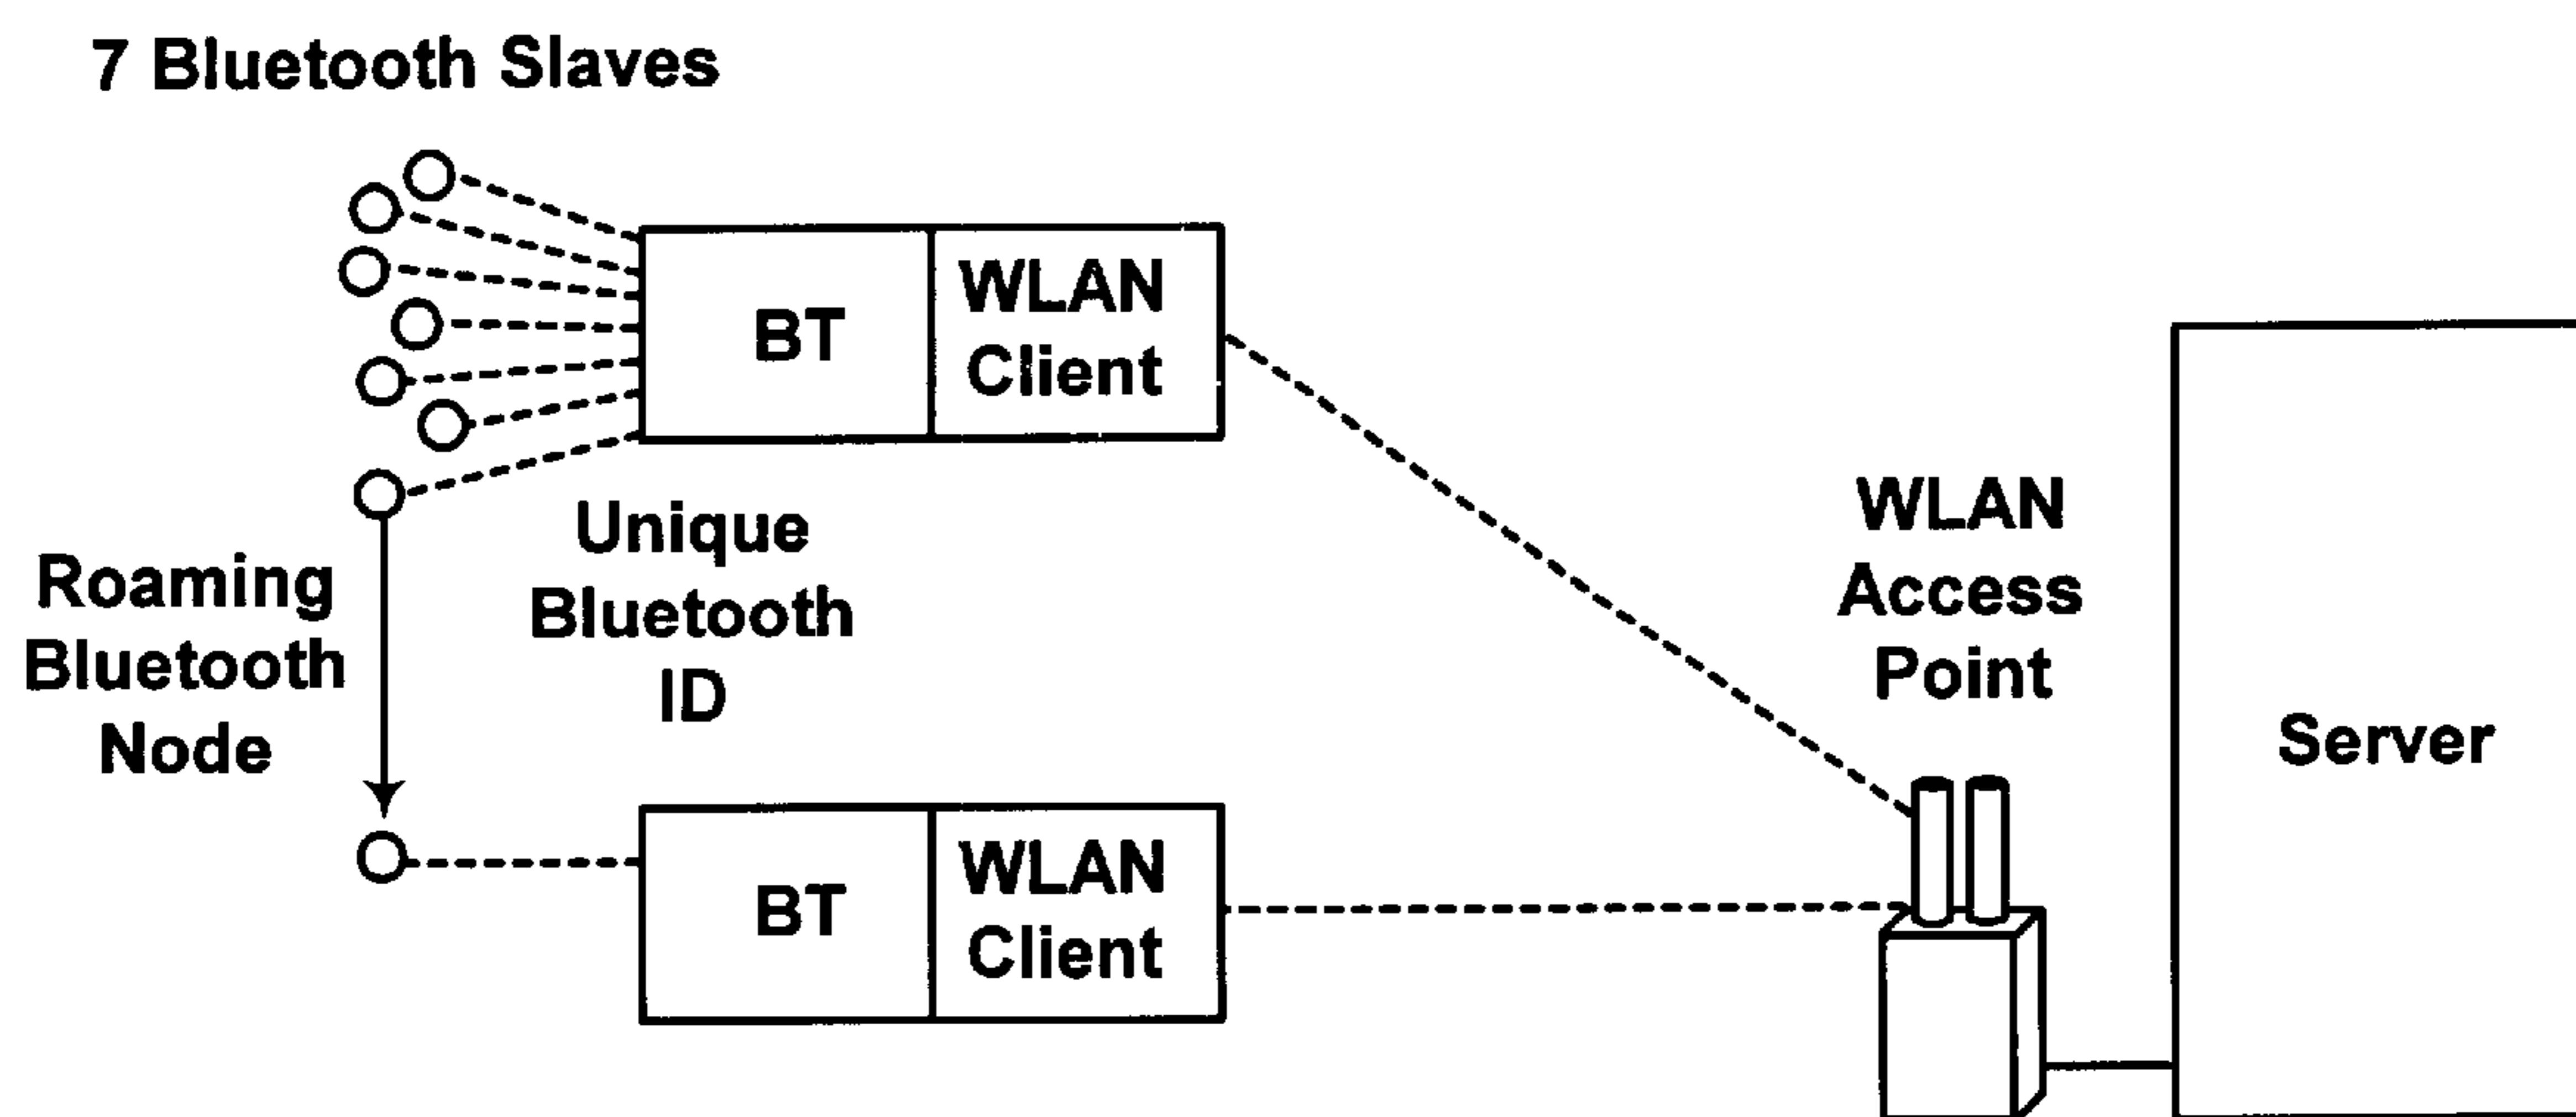 7 Bluetooth Slaves
BT
WLAN
Client
Unique
Bluetooth
ID
Roaming
Bluetooth
Node
WLAN
Access
Point
Server
BT
WLAN
Client